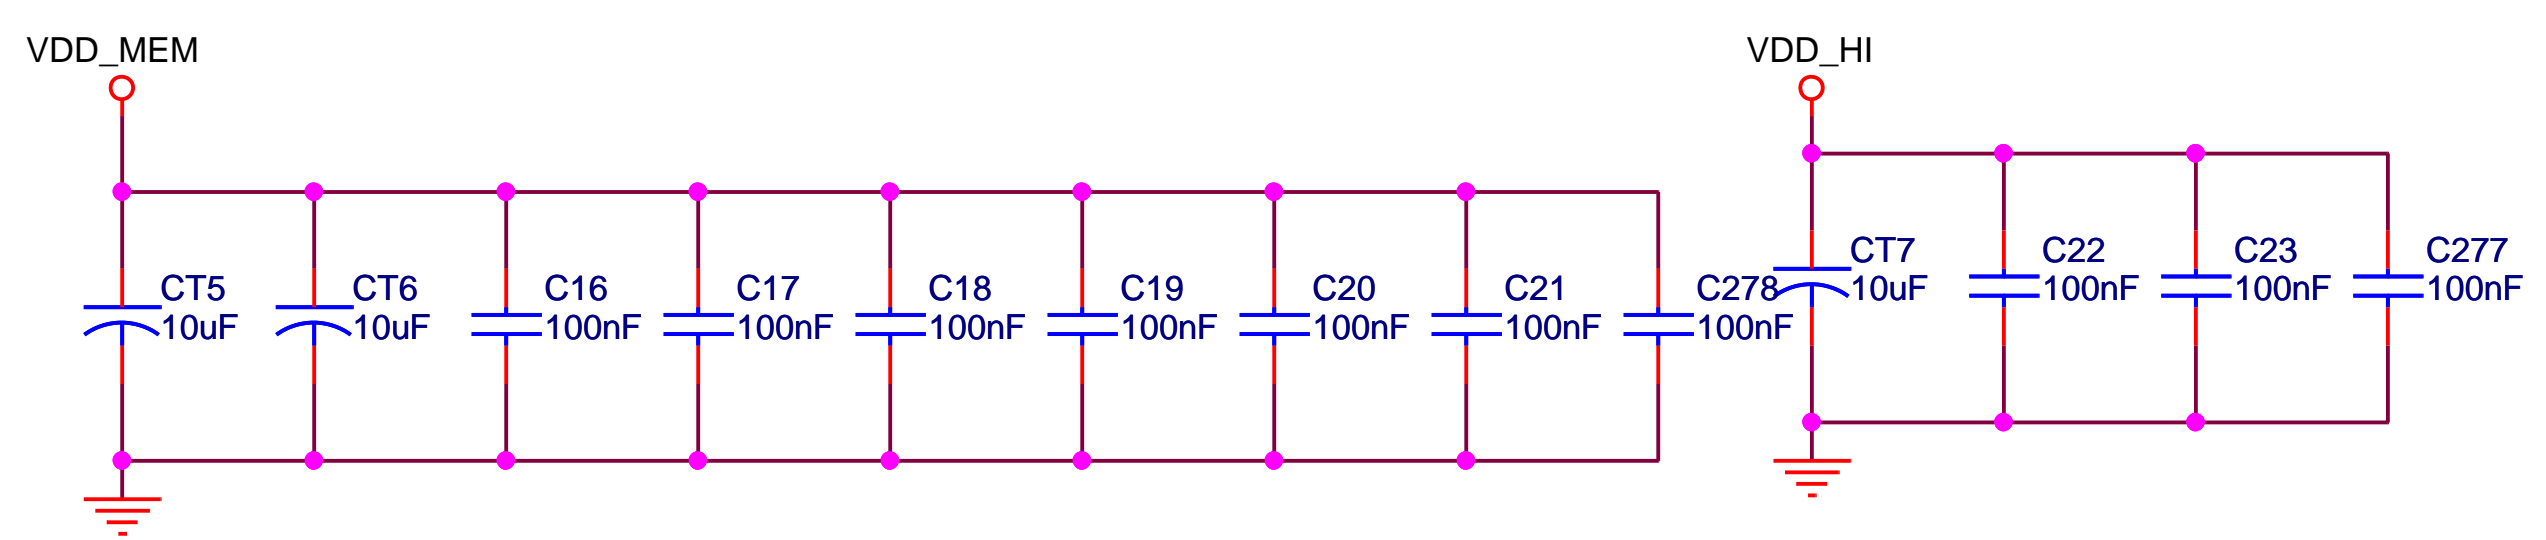 VDD_MEM
VDD_HI
CT5
10uF
CT6
10uF
C16
100nF
C17
100nF
C18
100nF
C19
100nF
C20
100nF
C21
100nF
C278
100nF
CT7
10uF
C22
100nF
C23
100nF
C277
100nF